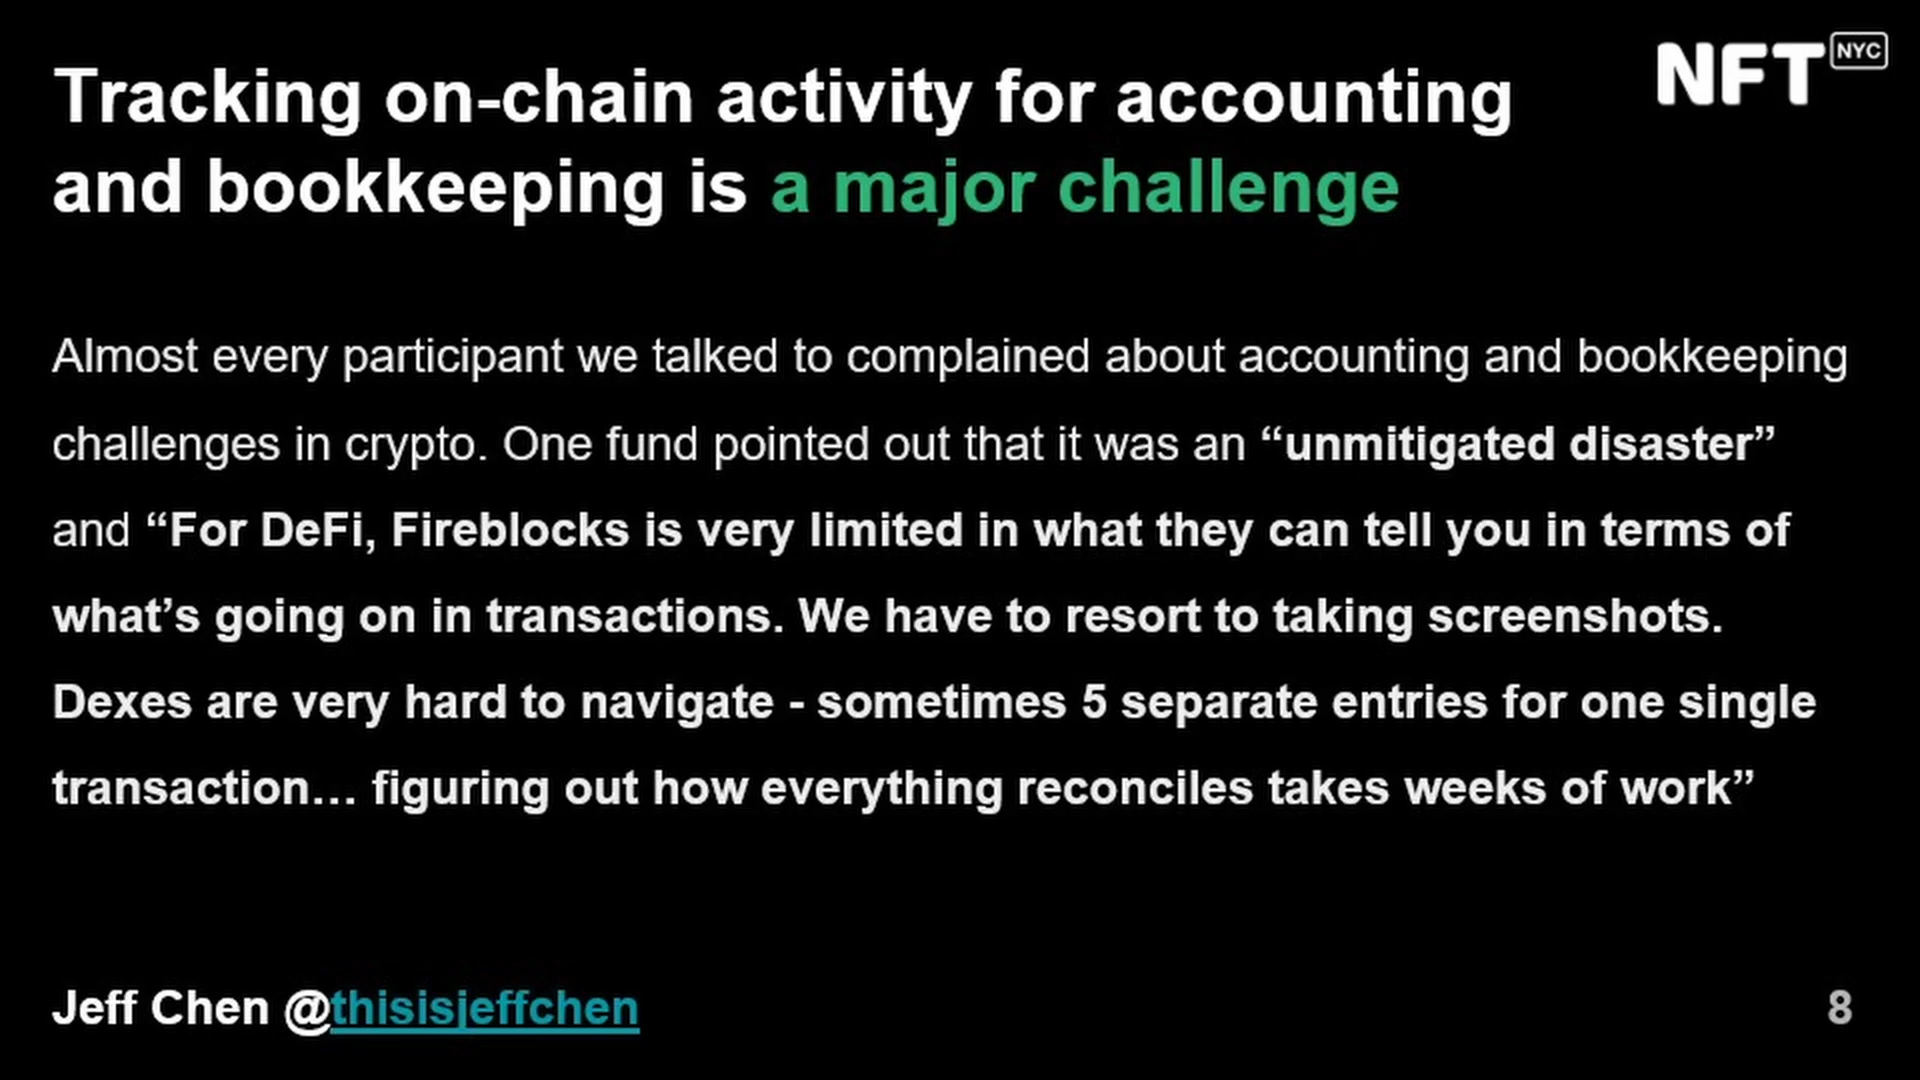 Tracking on-chain activity for accounting
and bookkeeping is a major challenge
NFT NYC
Almost every participant we talked to complained about accounting and bookkeeping
challenges in crypto. One fund pointed out that it was an “unmitigated disaster”
and “For DeFi, Fireblocks is very limited in what they can tell you in terms of
what’s going on in transactions. We have to resort to taking screenshots.
Dexes are very hard to navigate - sometimes 5 separate entries for one single
transaction… figuring out how everything reconciles takes weeks of work”
Jeff Chen @thisisjeffchen
8